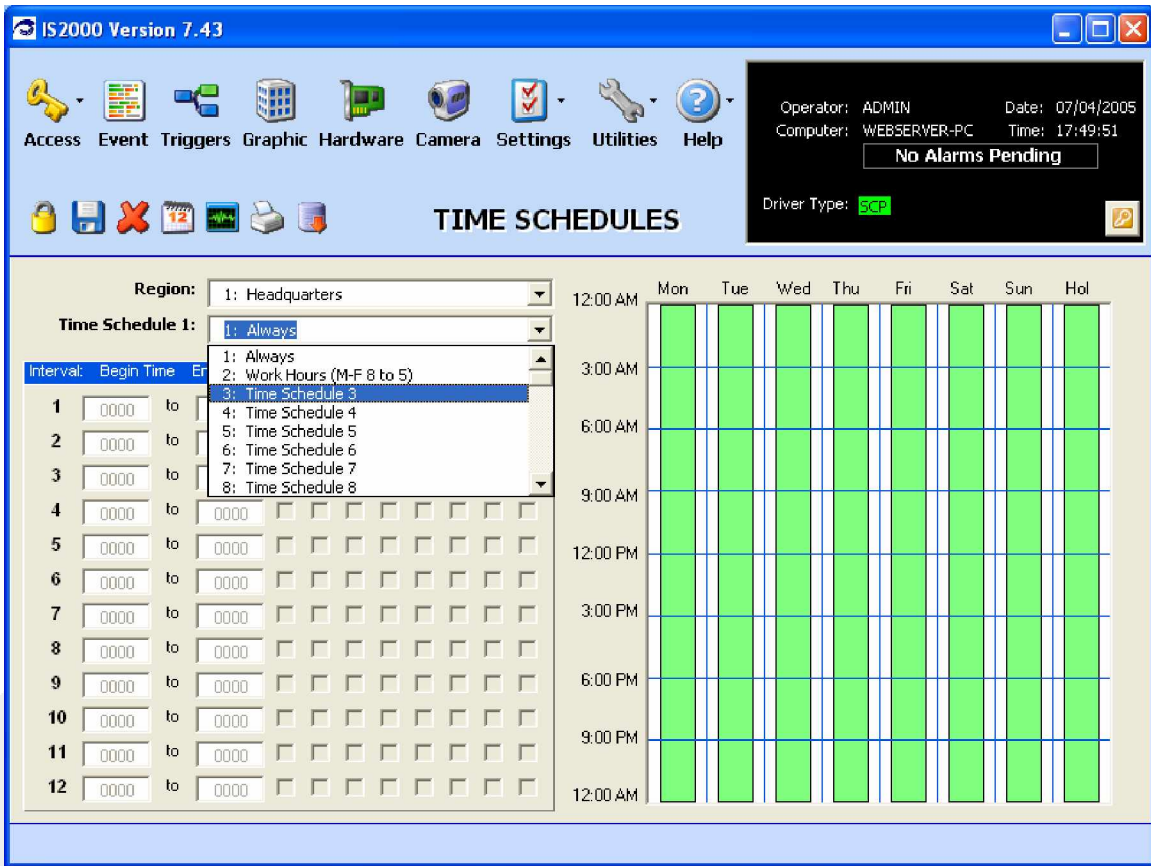 IS2000 Version 7.43
Access Event Triggers Graphic Hardware Camera Settings Utilities Help
Operator: ADMIN Date: 07/04/2005
Computer: WEBSERVER-PC Time: 17:49:51
No Alarms Pending
Driver Type: SCP
12
TIME SCHEDULES
Region: 1: Headquarters
Time Schedule 1: 1: Always
1: Always
2: Work Hours (M-F 8 to 5)
3: Time Schedule 3
4: Time Schedule 4
5: Time Schedule 5
6: Time Schedule 6
7: Time Schedule 7
8: Time Schedule 8
Interval: Begin Time
1 0000 to
2 0000 to
3 0000 to
4 0000 to 0000
5 0000 to 0000
6 0000 to 0000
7 0000 to 0000
8 0000 to 0000
9 0000 to 0000
10 0000 to 0000
11 0000 to 0000
12 0000 to 0000
Mon Tue Wed Thu Fri Sat Sun Hol
12:00 AM
3:00 AM
6:00 AM
9:00 AM
12:00 PM
3:00 PM
6:00 PM
9:00 PM
12:00 AM